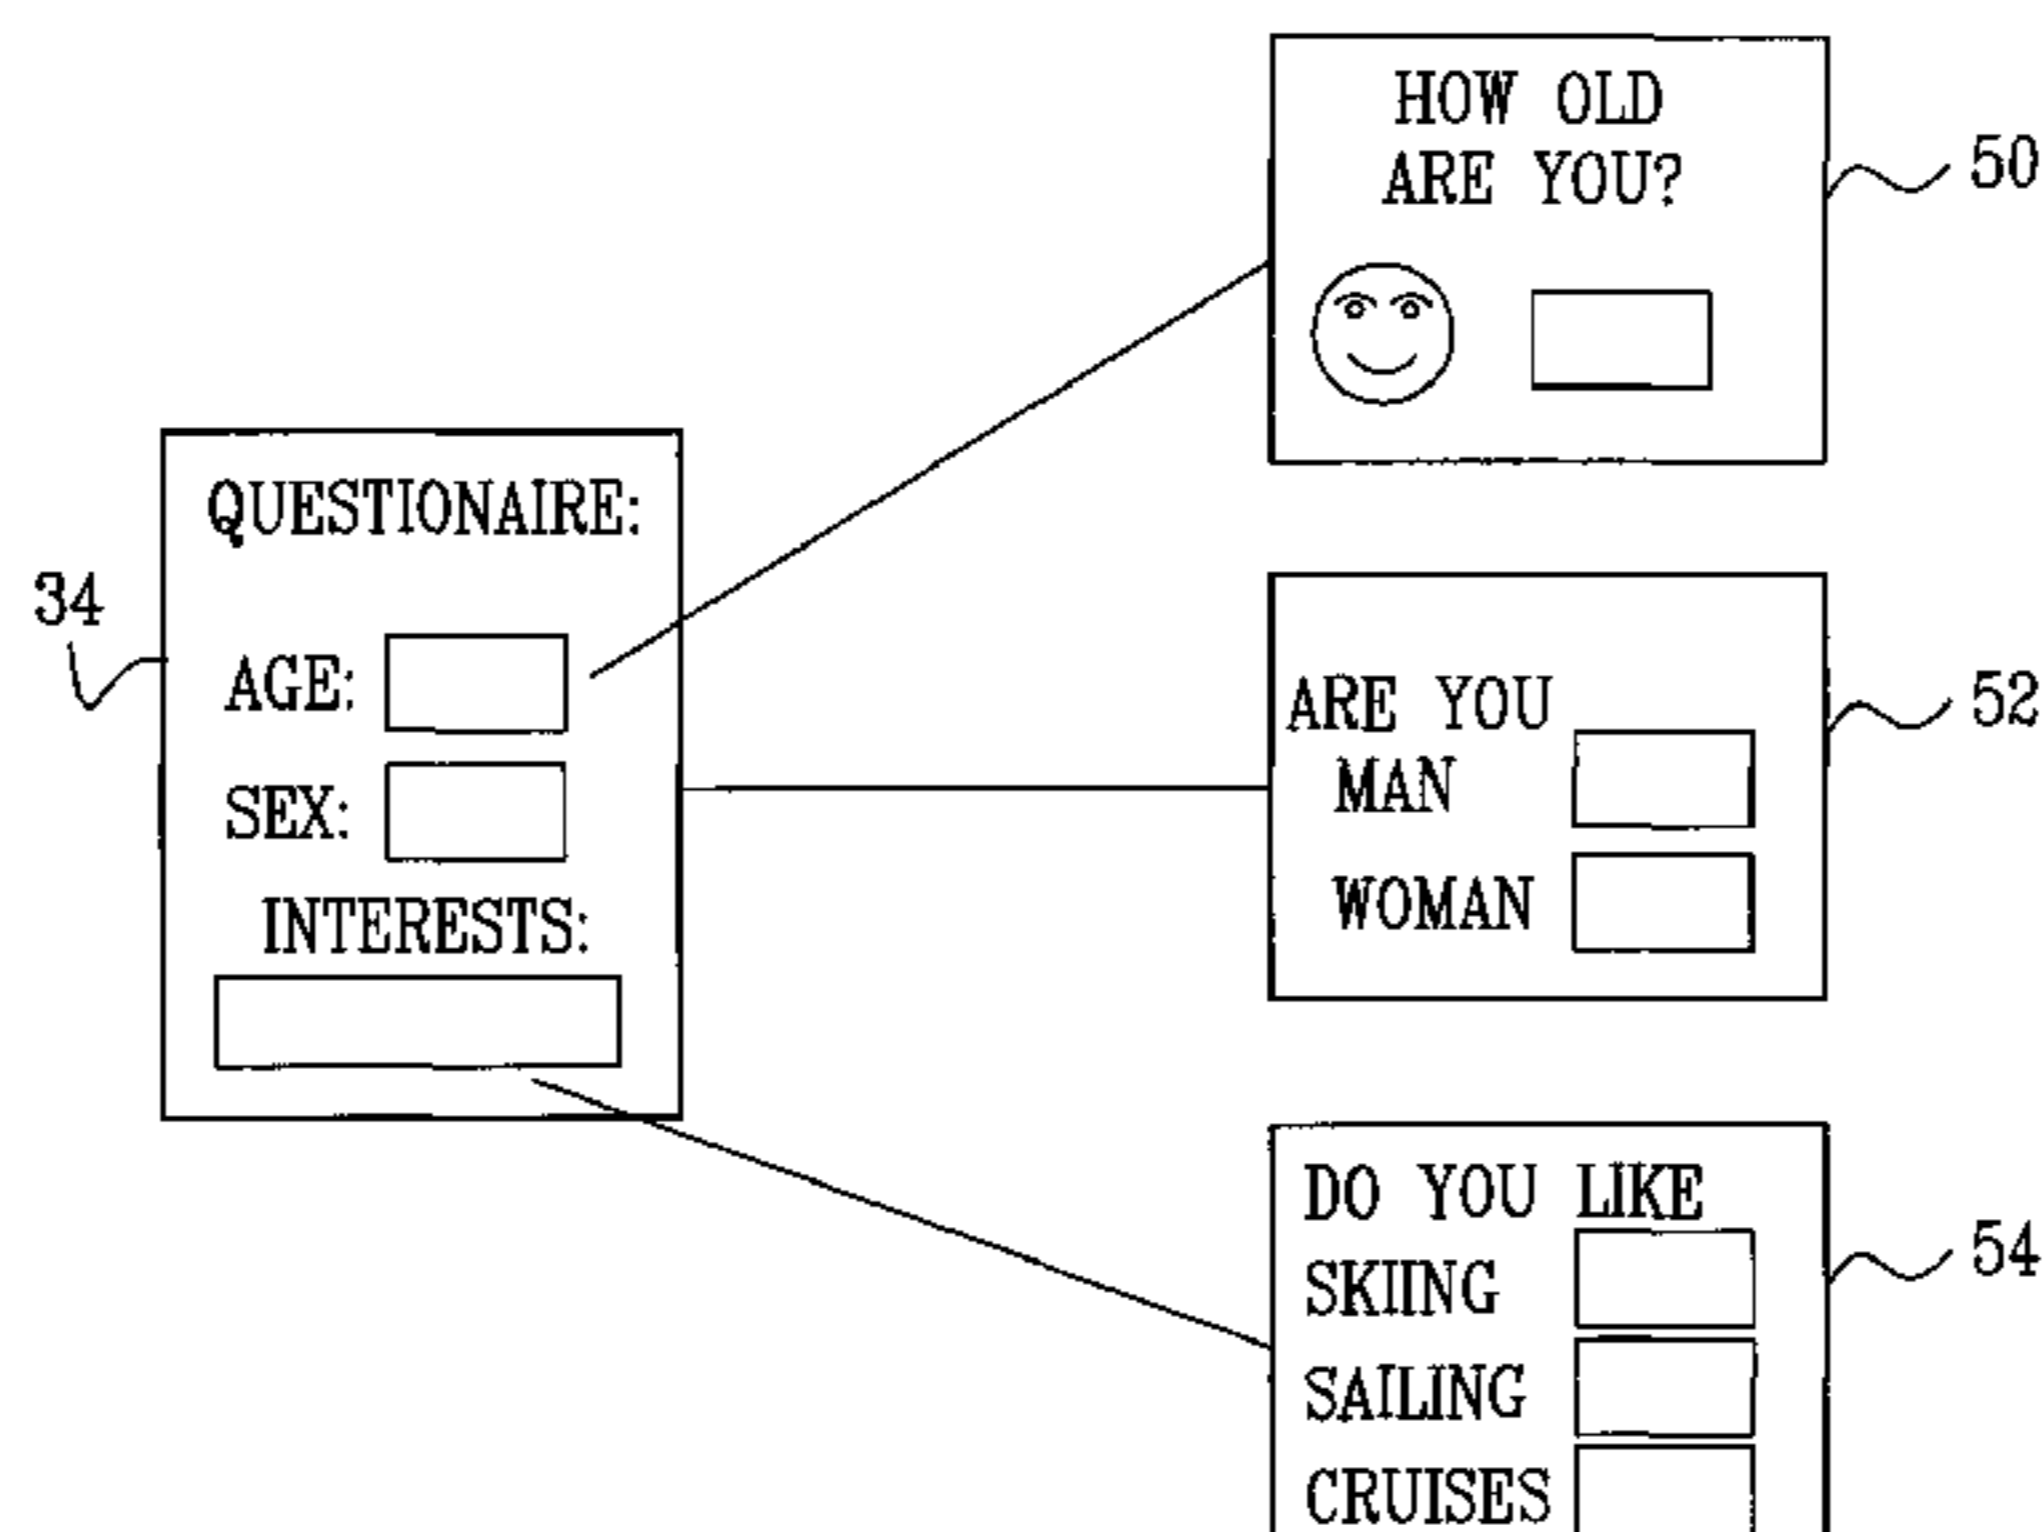 34
QUESTIONAIRE:
AGE:
SEX:
INTERESTS:
HOW OLD
ARE YOU?
50
ARE YOU
MAN
WOMAN
52
DO YOU LIKE
SKIING
SAILING
CRUISES
54